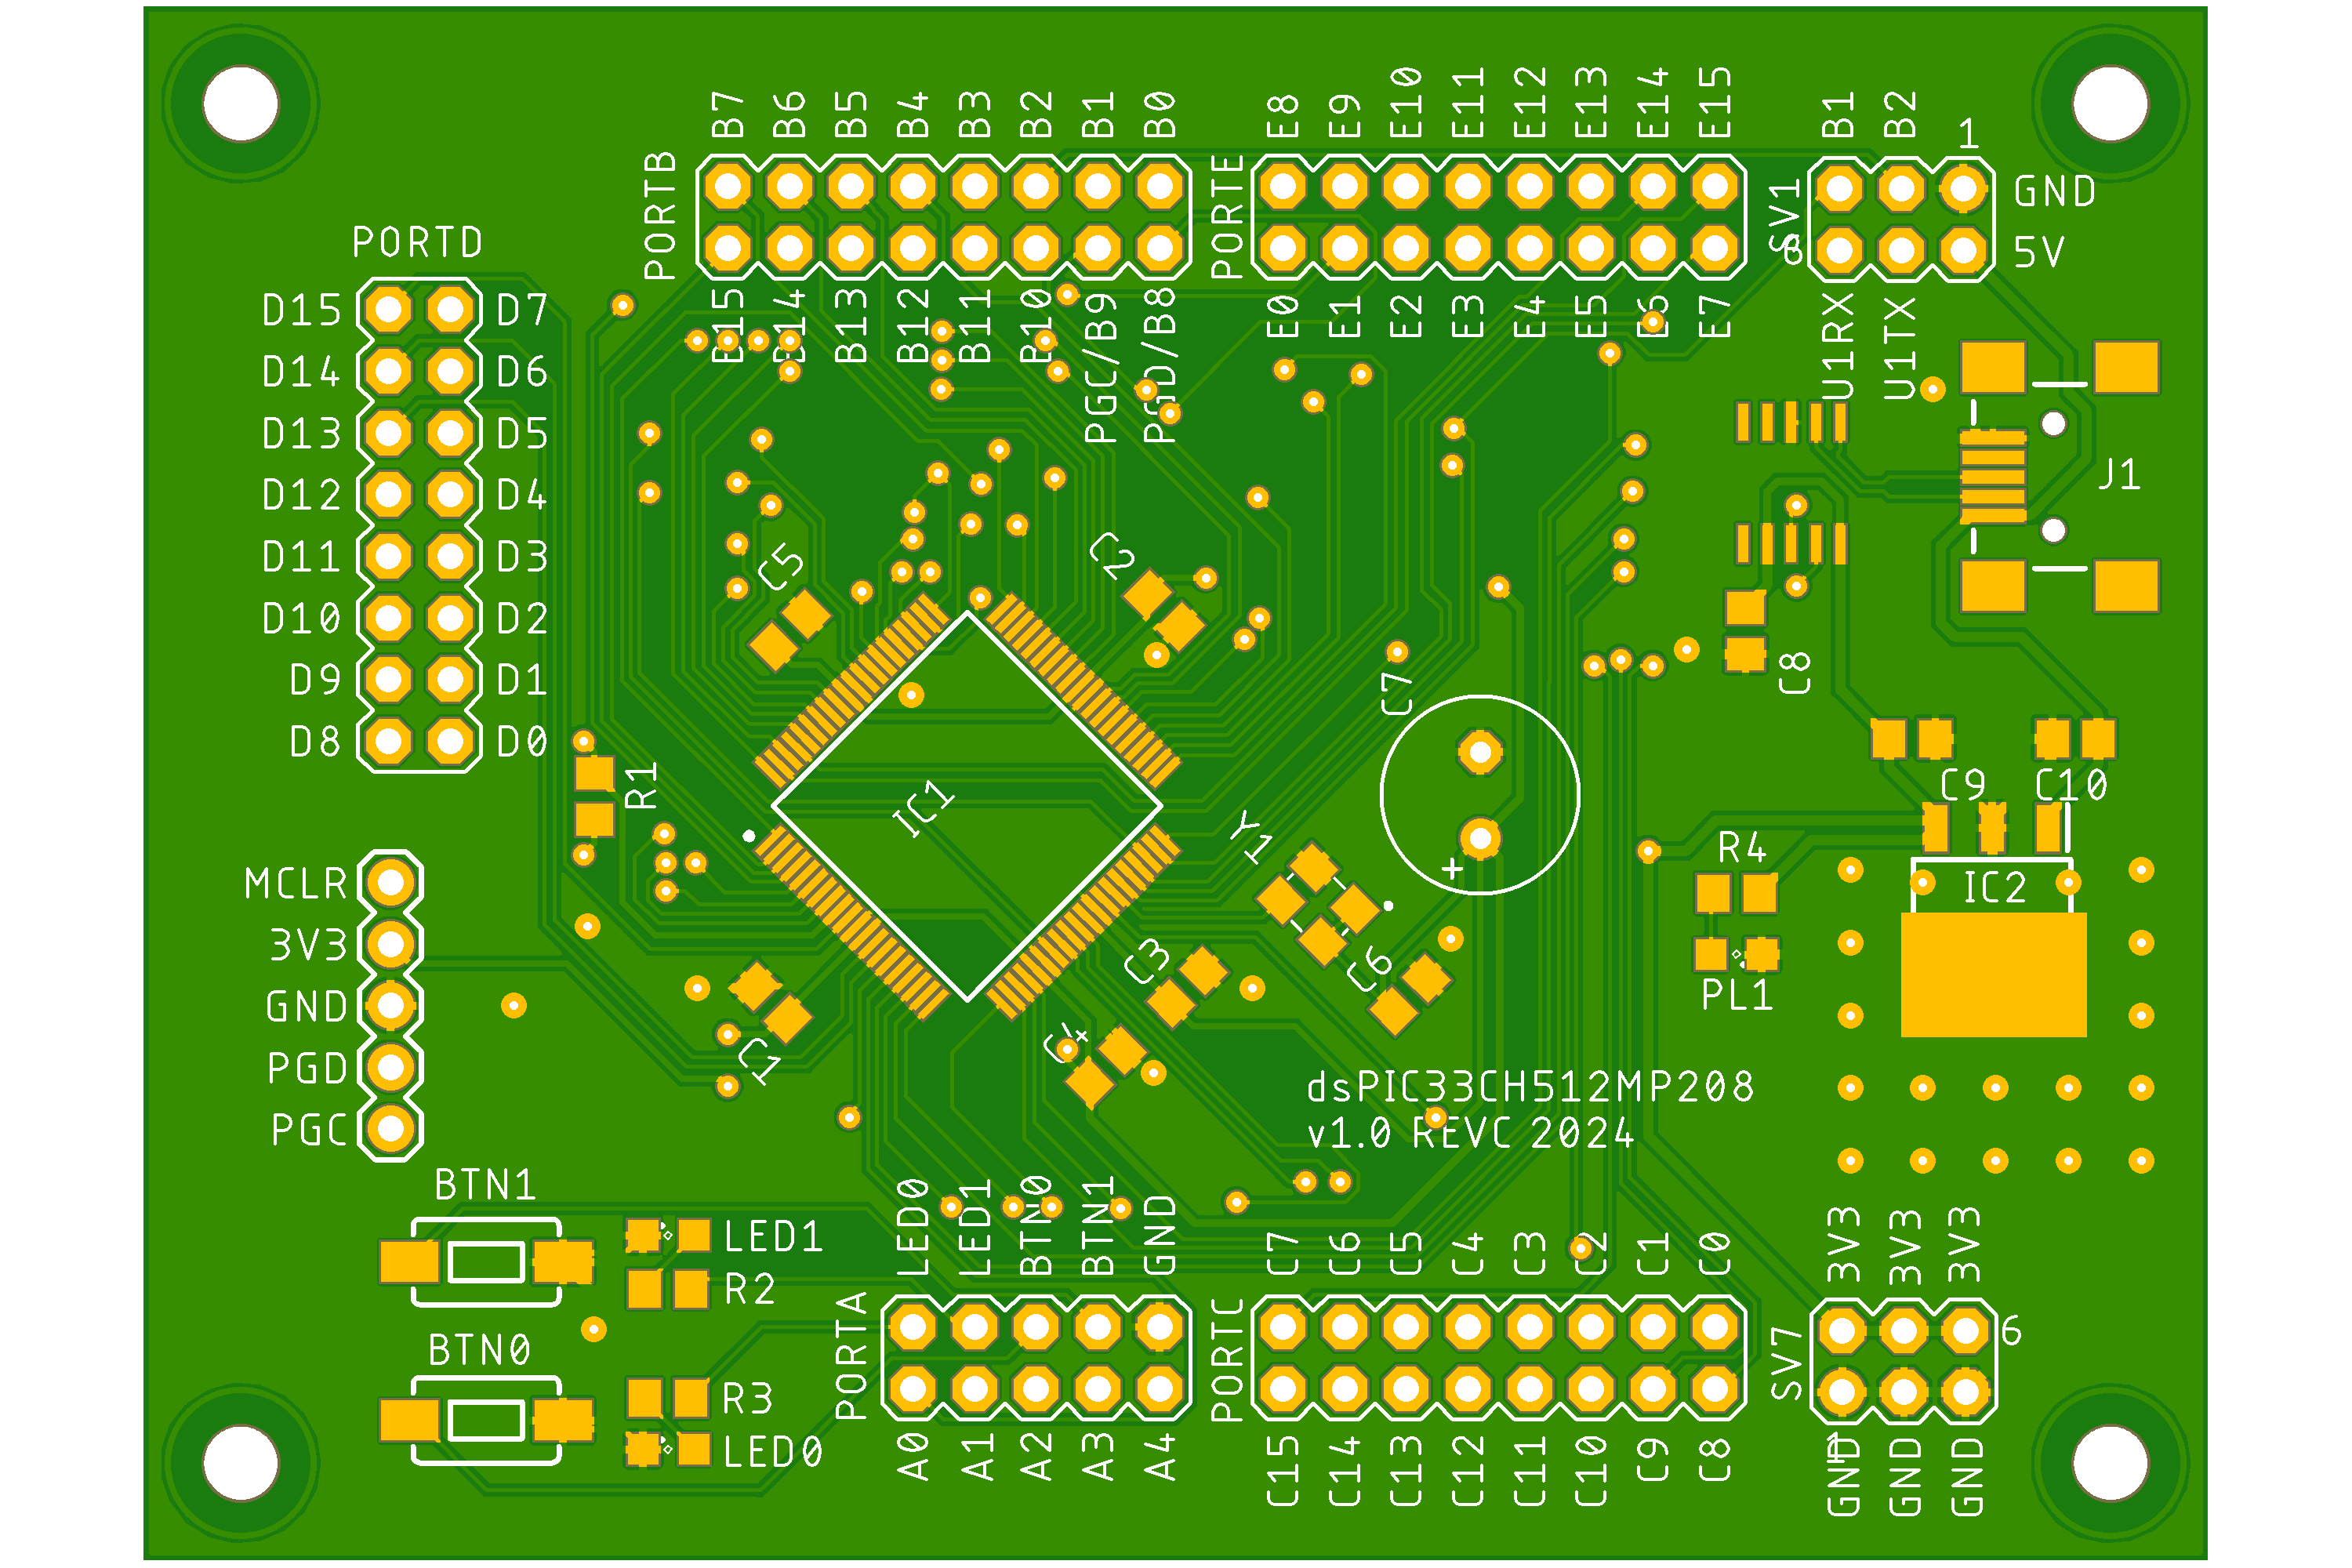 B7 B6 B5 B4 B3 B2 B1 B0
E8 E9 E10 E11 E12 E13 E14 E15
B1 B2 1
PORTB
PORTE
SV1
GND
6
5V
PORTD
B15 B14 B13 B12 B11 B10 PGC/B9 PGD/B8
E0 E1 E2 E3 E4 E5 E6 E7
U1RX U1TX
D15 D7
D14 D6
D13 D5
D12 D4
D11 D3
D10 D2
D9 D1
D8 D0
J1
C5
C2
C8
C7
R1
IC1
Y1
C9 C10
R4
+
IC2
MCLR
3V3
GND
PGD
PGC
C3
C6
PL1
C1
C4
dsPIC33CH512MP208
v1.0 REVC 2024
BTN1
LED1
R2
BTN0
R3
LED0
LED0 LED1 BTN0 BTN1 GND
C7 C6 C5 C4 C3 C2 C1 C0
3V3 3V3 3V3
PORTA
PORTC
SV7
6
A0 A1 A2 A3 A4
C15 C14 C13 C12 C11 C10 C9 C8
1
GND GND GND